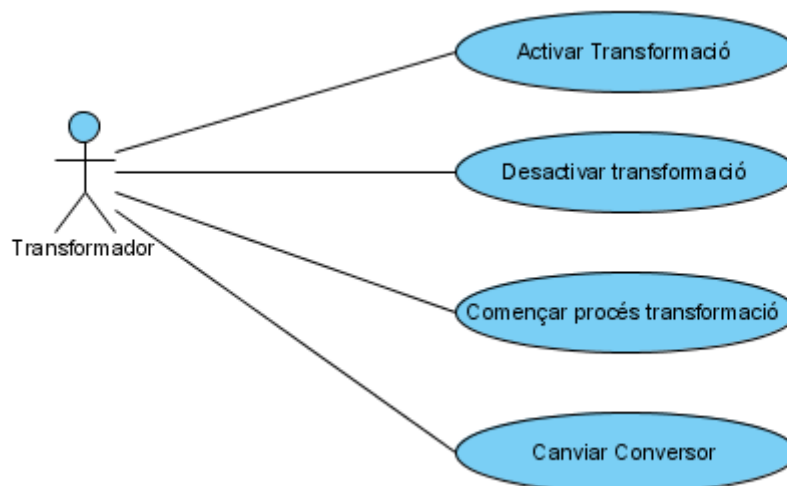 Activar Transformació
Desactivar transformació
Transformador
Començar procés transformació
Canviar Conversor